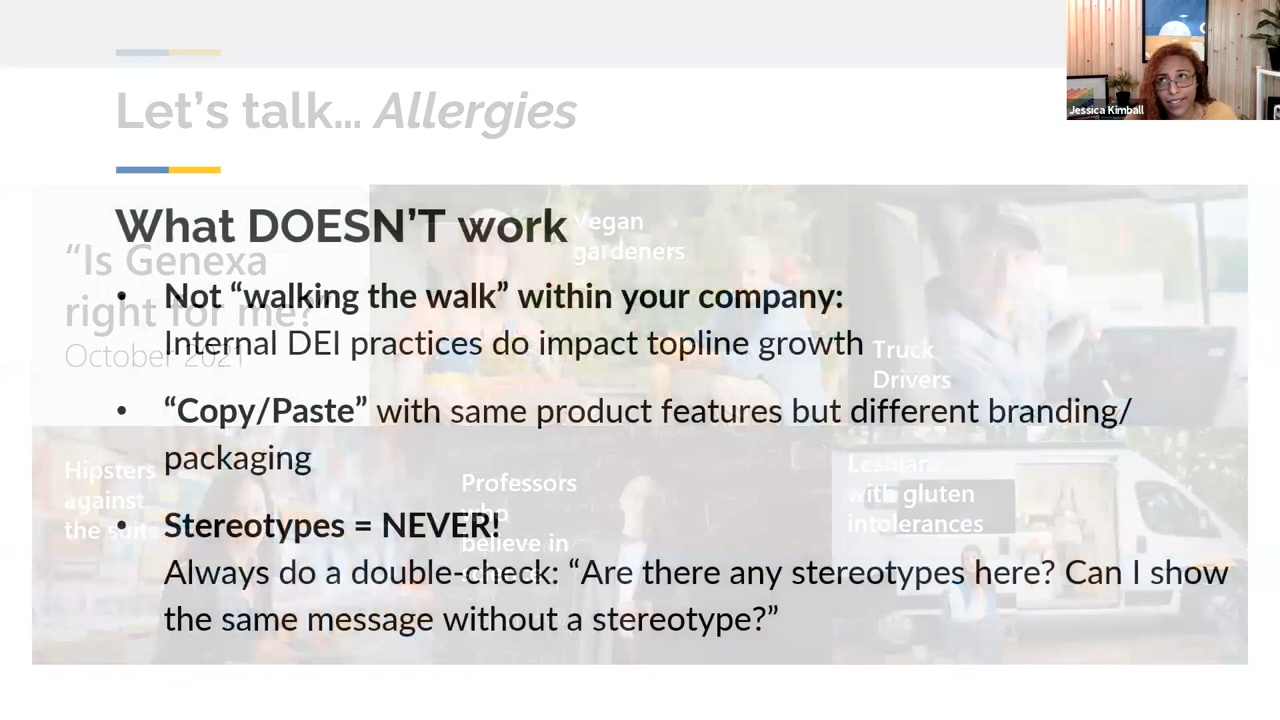 Jessica Kimball
Let's talk… Allergies
What DOESN'T work
• Not “walking the walk” within your company:
Internal DEI practices do impact topline growth
• “Copy/Paste” with same product features but different branding/
packaging
• Stereotypes = NEVER!
Always do a double-check: “Are there any stereotypes here? Can I show
the same message without a stereotype?”
“Is Genexa
right for me?”
October 2021
Vegan
gardeners
Truck
Drivers
Hipsters
against
the suits
Professors
who
believe in
Lesbian
with gluten
intolerances